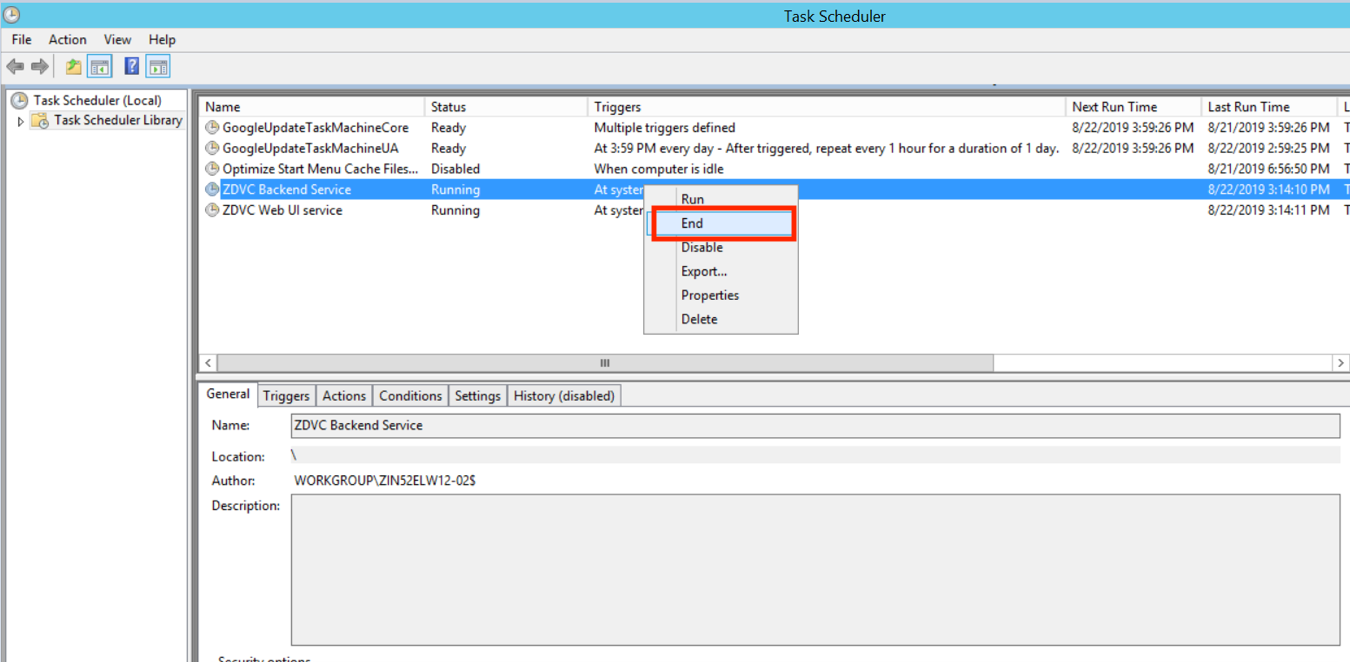 Task Scheduler
File Action View Help
Task Scheduler (Local)
Task Scheduler Library
Name Status Triggers Next Run Time Last Run Time L
GoogleUpdateTaskMachineCore Ready Multiple triggers defined 8/22/2019 3:59:26 PM 8/21/2019 3:59:26 PM T
GoogleUpdateTaskMachineUA Ready At 3:59 PM every day - After triggered, repeat every 1 hour for a duration of 1 day. 8/22/2019 3:59:26 PM 8/22/2019 2:59:25 PM T
Optimize Start Menu Cache Files... Disabled When computer is idle 8/21/2019 6:56:50 PM T
ZDVC Backend Service Running At system 8/22/2019 3:14:10 PM T
ZDVC Web UI service Running At system 8/22/2019 3:14:11 PM T
Run
End
Disable
Export...
Properties
Delete
General Triggers Actions Conditions Settings History (disabled)
Name: ZDVC Backend Service
Location: \
Author: WORKGROUP\ZIN52ELW12-02$
Description:
Security options